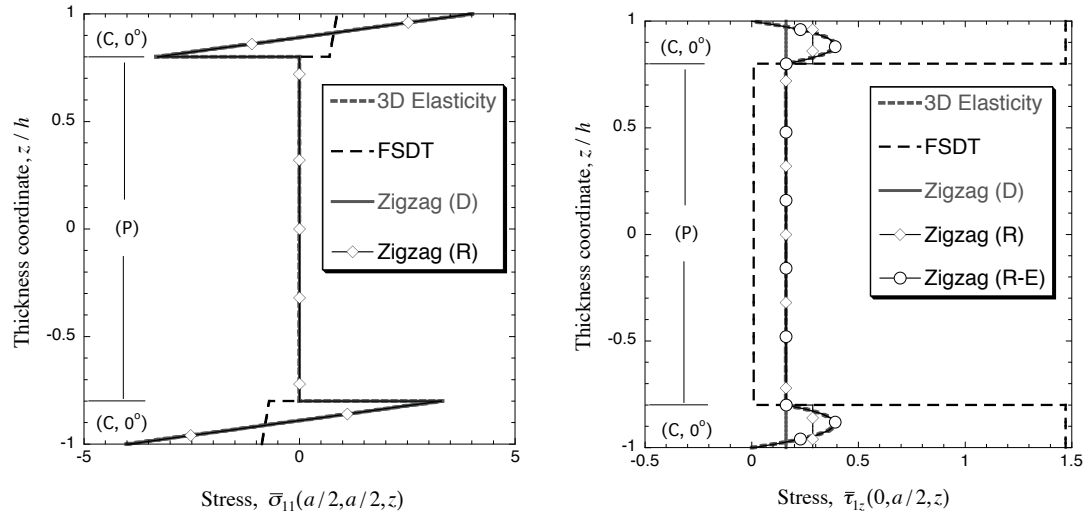 1
0.5
0
-0.5
-1
Thickness coordinate, z / h
(C, 0°)
(P)
(C, 0°)
3D Elasticity
FSDT
Zigzag (D)
Zigzag (R)
-5
0
5
Stress, σ̄₁₁(a/2,a/2,z)
1
0.5
0
-0.5
-1
Thickness coordinate, z / h
(C, 0°)
(P)
(C, 0°)
3D Elasticity
FSDT
Zigzag (D)
Zigzag (R)
Zigzag (R-E)
-0.5
0
0.5
1
1.5
Stress, τ̄₁z(0,a/2,z)